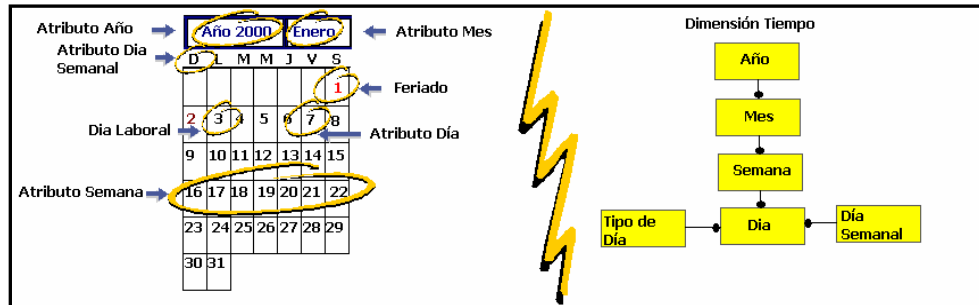 Atributo Año
Año 2000 Enero
Atributo Mes
Atributo Dia
Semanal
D L M M J V S
1
Feriado
2 3 4 5 6 7 8
Dia Laboral
Atributo Día
9 10 11 12 13 14 15
Atributo Semana
16 17 18 19 20 21 22
23 24 25 26 27 28 29
30 31
Dimensión Tiempo
Año
Mes
Semana
Tipo de
Día
Dia
Día
Semanal